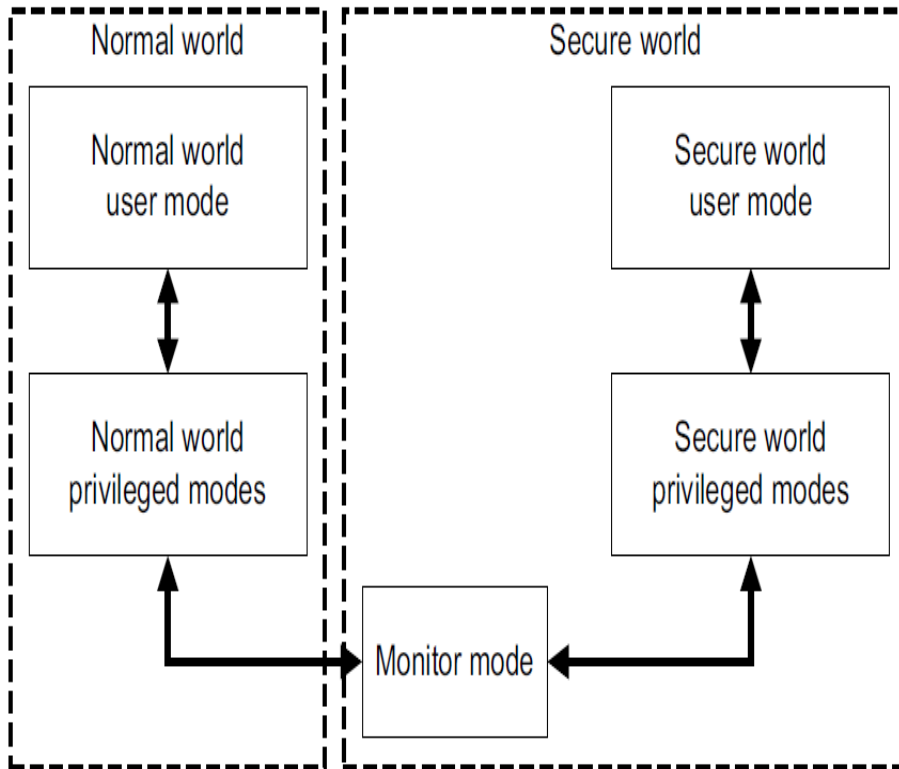 Normal world
Secure world
Normal world
user mode
Secure world
user mode
Normal world
privileged modes
Secure world
privileged modes
Monitor mode